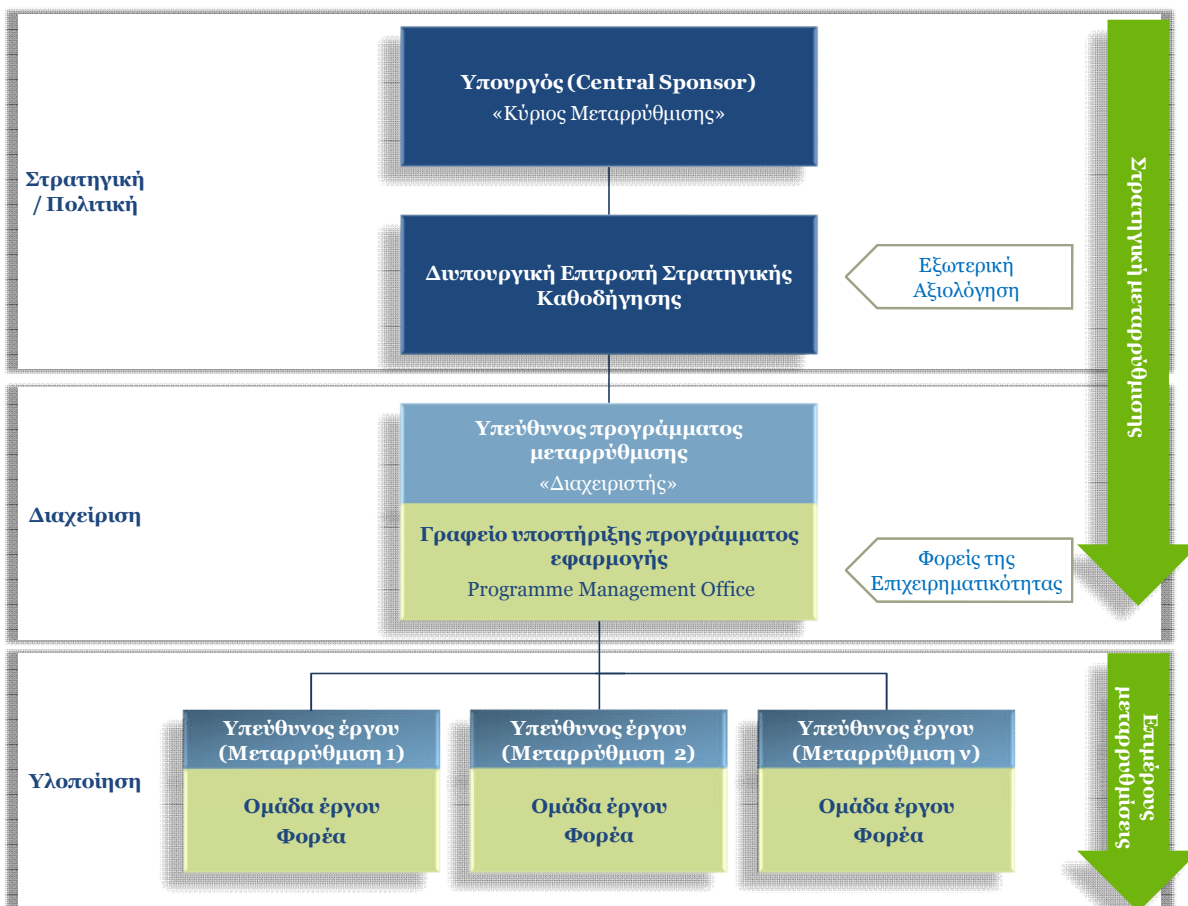 Υπουργός (Central Sponsor)
«Κύριος Μεταρρύθμισης»
Στρατηγική
/ Πολιτική
Διυπουργική Επιτροπή Στρατηγικής
Καθοδήγησης
Εξωτερική
Αξιολόγηση
Στρατηγική μεταρρύθμισης
Υπεύθυνος προγράμματος
μεταρρύθμισης
«Διαχειριστής»
Διαχείριση
Γραφείο υποστήριξης προγράμματος
εφαρμογής
Programme Management Office
Φορείς της
Επιχειρηματικότητας
Υπεύθυνος έργου
(Μεταρρύθμιση 1)
Υπεύθυνος έργου
(Μεταρρύθμιση 2)
Υπεύθυνος έργου
(Μεταρρύθμιση ν)
Υλοποίηση
Ομάδα έργου
Φορέα
Ομάδα έργου
Φορέα
Ομάδα έργου
Φορέα
Επιμέρους
μεταρρυθμίσεις